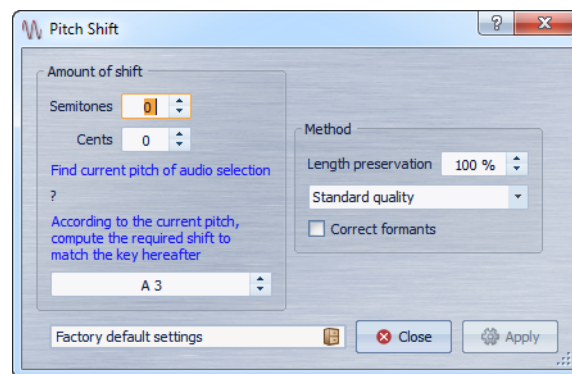 Pitch Shift
Amount of shift
Semitones 0
Cents 0
Find current pitch of audio selection
?
According to the current pitch,
compute the required shift to
match the key hereafter
A 3
Method
Length preservation 100 %
Standard quality
Correct formants
Factory default settings
Close
Apply